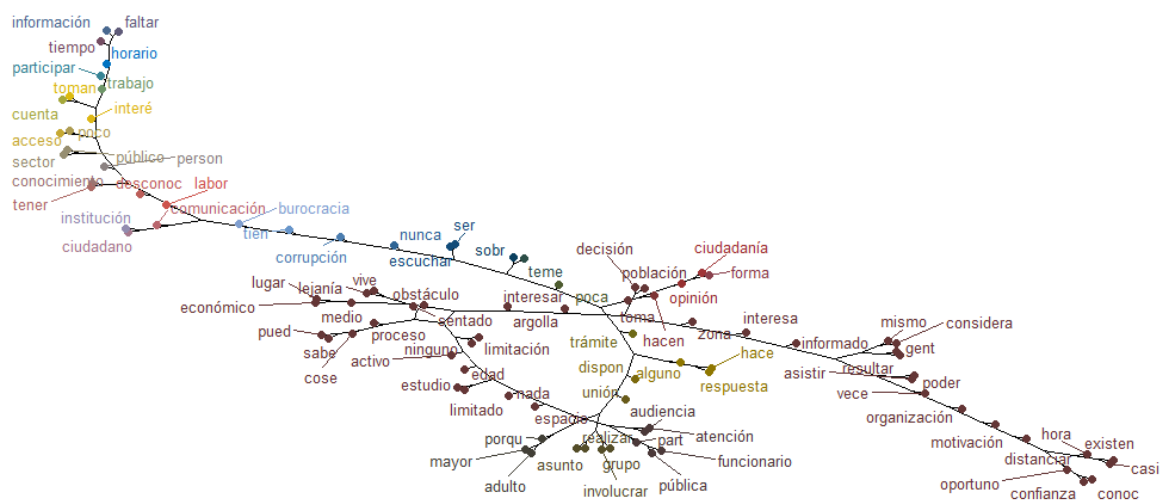 información
faltar
tiempo
horario
participar
trabajo
toman
cuenta
interé
acceso
poco
sector
público
person
conocimiento
desconoc
labor
tener
comunicación
institución
burocracia
ciudadano
tien
corrupción
nunca
ser
escuchar
sobr
teme
decisión
ciudadanía
población
forma
lugar
lejanía
vive
económico
obstáculo
interesar
poca
opinión
medio
sentado
argolla
toma
zona
interesa
pued
proceso
sabe
cose
activo
ninguno
limitación
trámite
hacen
informado
mismo
considera
gent
hace
dispon
alguno
respuesta
asistir
resultar
poder
vece
estudio
edad
limitado
nada
espacio
unión
audiencia
organización
motivación
porqu
realizar
part
atención
mayor
asunto
grupo
funcionario
adulto
involucrar
pública
hora
existen
distanciar
casi
oportuno
confianza
conoc